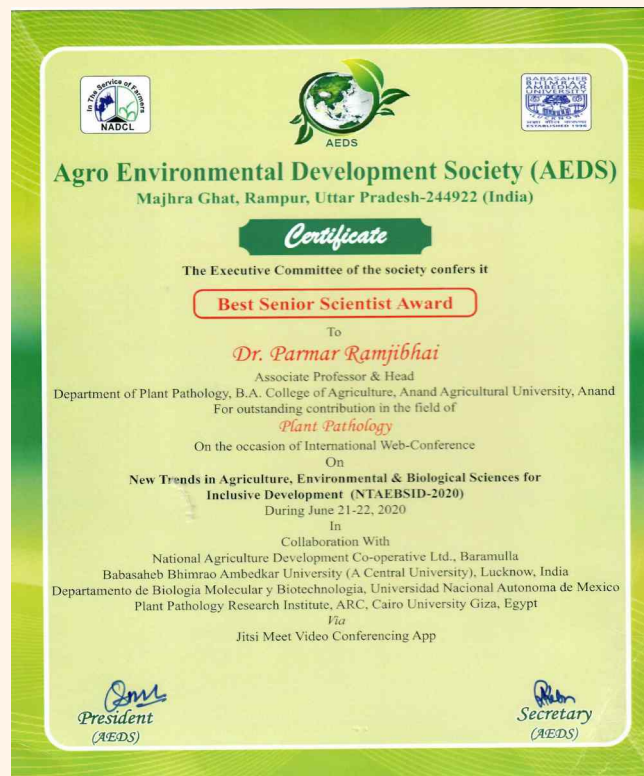 In The Service of Farmers
NADCL
AEDS
BABASAHEB
BHIMRAO
AMBEDKAR
UNIVERSITY
ESTABLISHED 1996
Agro Environmental Development Society (AEDS)
Majhra Ghat, Rampur, Uttar Pradesh-244922 (India)
Certificate
The Executive Committee of the society confers it
Best Senior Scientist Award
To
Dr. Parmar Ramjibhai
Associate Professor & Head
Department of Plant Pathology, B.A. College of Agriculture, Anand Agricultural University, Anand
For outstanding contribution in the field of
Plant Pathology
On the occasion of International Web-Conference
On
New Trends in Agriculture, Environmental & Biological Sciences for
Inclusive Development (NTAEBSID-2020)
During June 21-22, 2020
In
Collaboration With
National Agriculture Development Co-operative Ltd., Baramulla
Babasaheb Bhimrao Ambedkar University (A Central University), Lucknow, India
Departamento de Biologia Molecular y Biotecnologia, Universidad Nacional Autonoma de Mexico
Plant Pathology Research Institute, ARC, Cairo University Giza, Egypt
Via
Jitsi Meet Video Conferencing App
President
(AEDS)
Secretary
(AEDS)